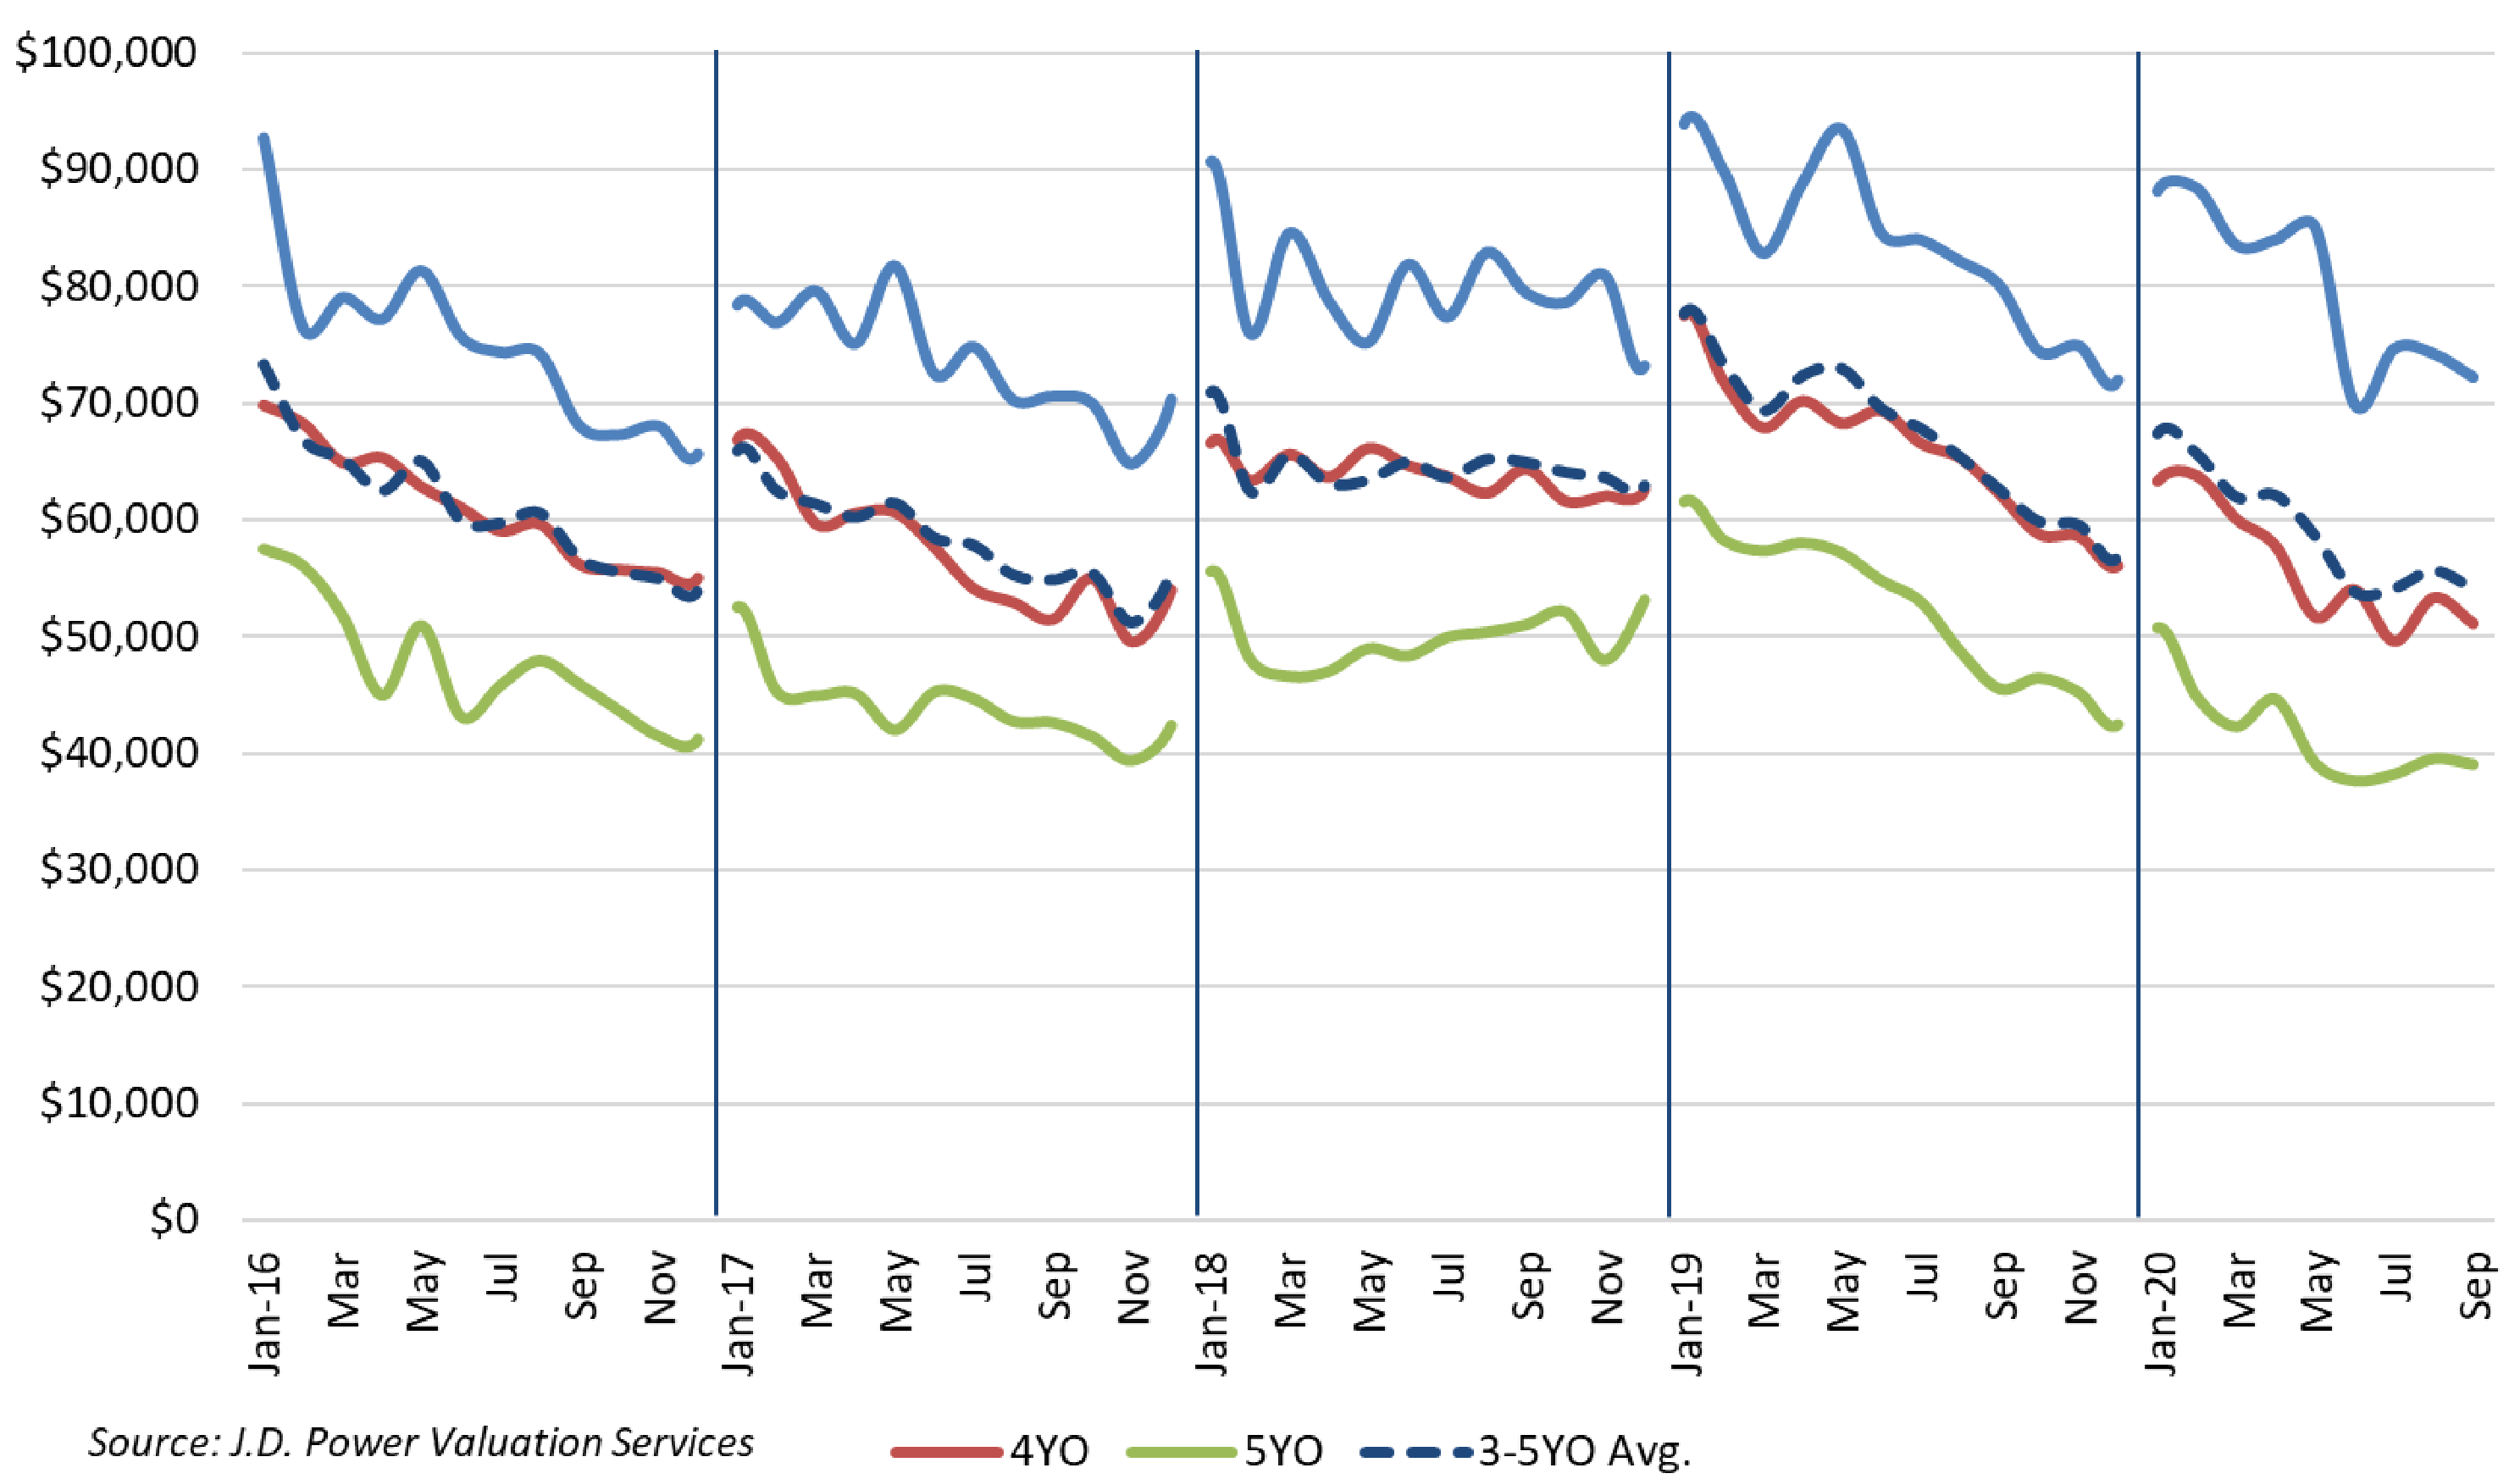 $100,000
$90,000
$80,000
$70,000
$60,000
$50,000
$40,000
$30,000
$20,000
$10,000
$0
Jan-16
Mar
May
Jul
Sep
Nov
Jan-17
Mar
May
Jul
Sep
Nov
Jan-18
Mar
May
Jul
Sep
Nov
Jan-19
Mar
May
Jul
Sep
Nov
Jan-20
Mar
May
Jul
Sep
Source: J.D. Power Valuation Services
4YO
5YO
3-5YO Avg.